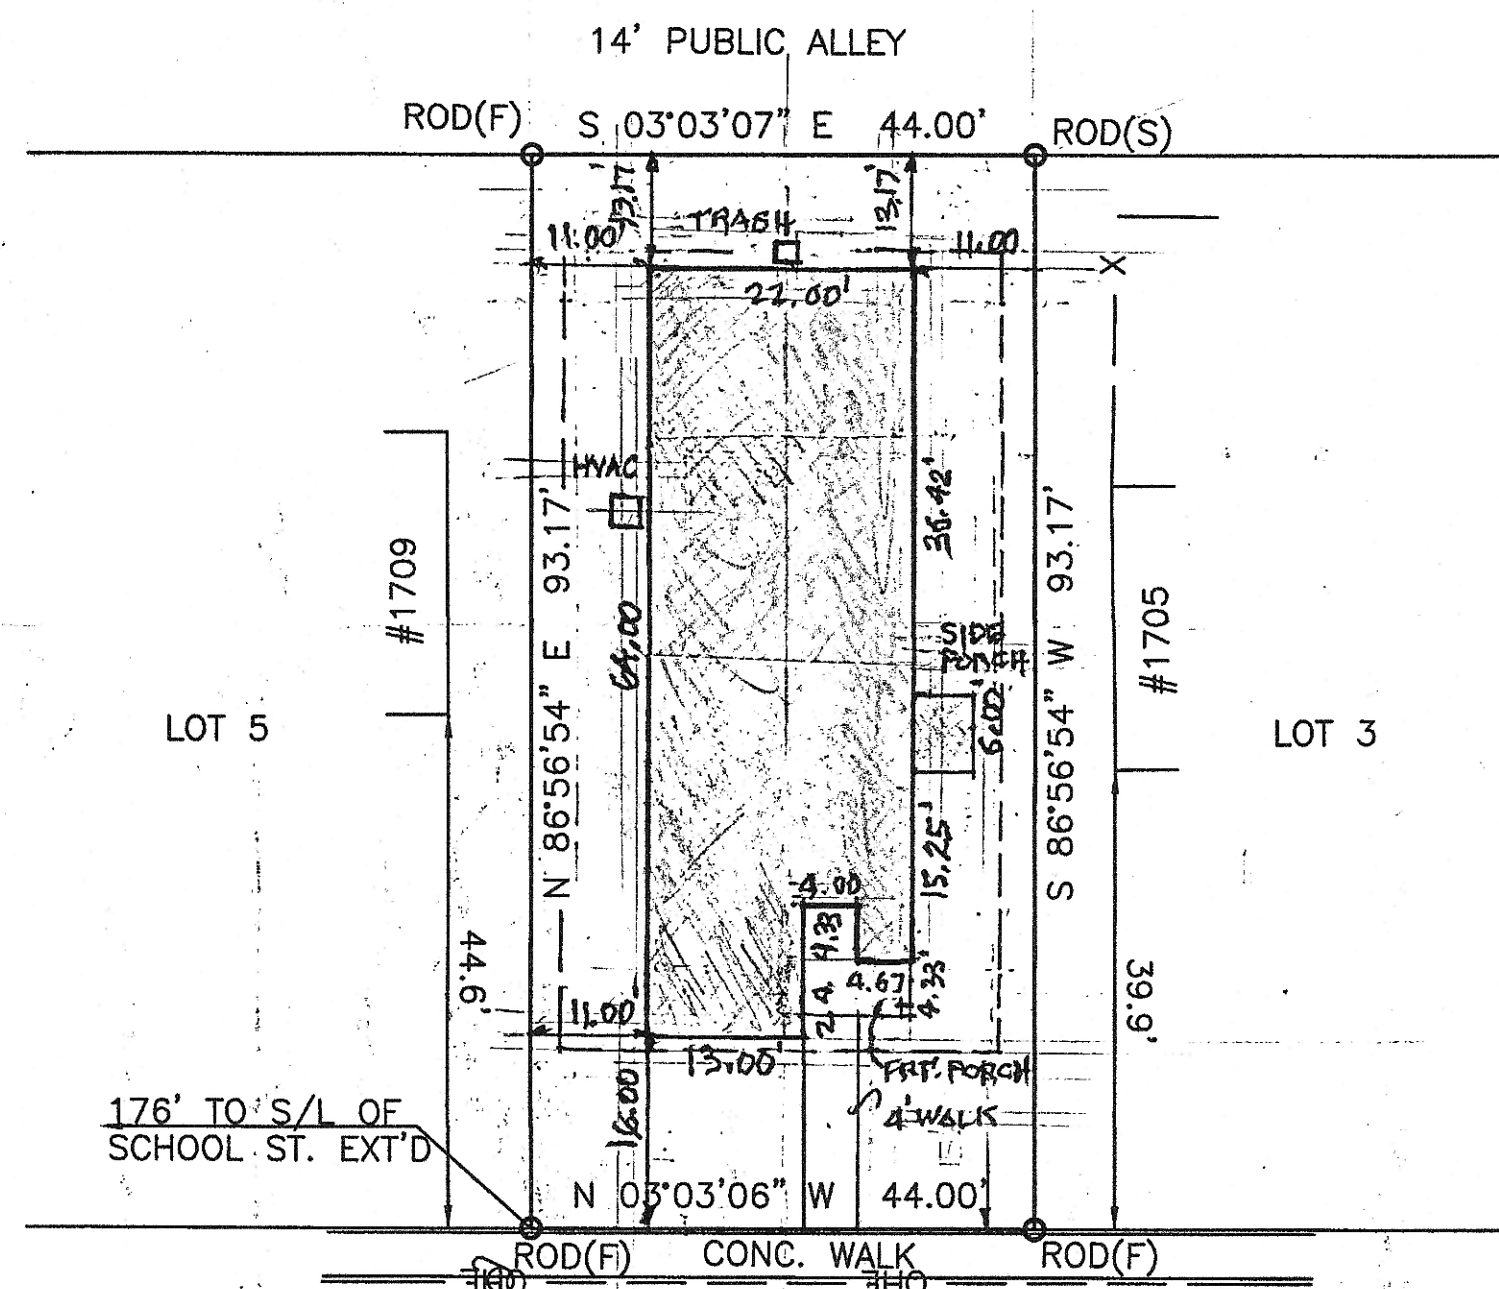 14' PUBLIC ALLEY
ROD(F)
S 03°03'07" E 44.00'
ROD(S)
13.17'
13.17'
TRASH
11.00'
11.00
X
22.00'
HVAC
36.42'
N 86°56'54" E 93.17'
S 86°56'54" W 93.17'
#1709
#1705
64.00
SIDE
PORCH
6.00'
LOT 5
LOT 3
15.25'
4.00
4.33
4.67
4.33'
44.6'
39.9'
11.00
13.00'
FRT. PORCH
4' WALK
16.00
176' TO S/L OF
SCHOOL ST. EXT'D
N 03°03'06" W 44.00'
ROD(F)
CONC. WALK
ROD(F)
OHE
OHE